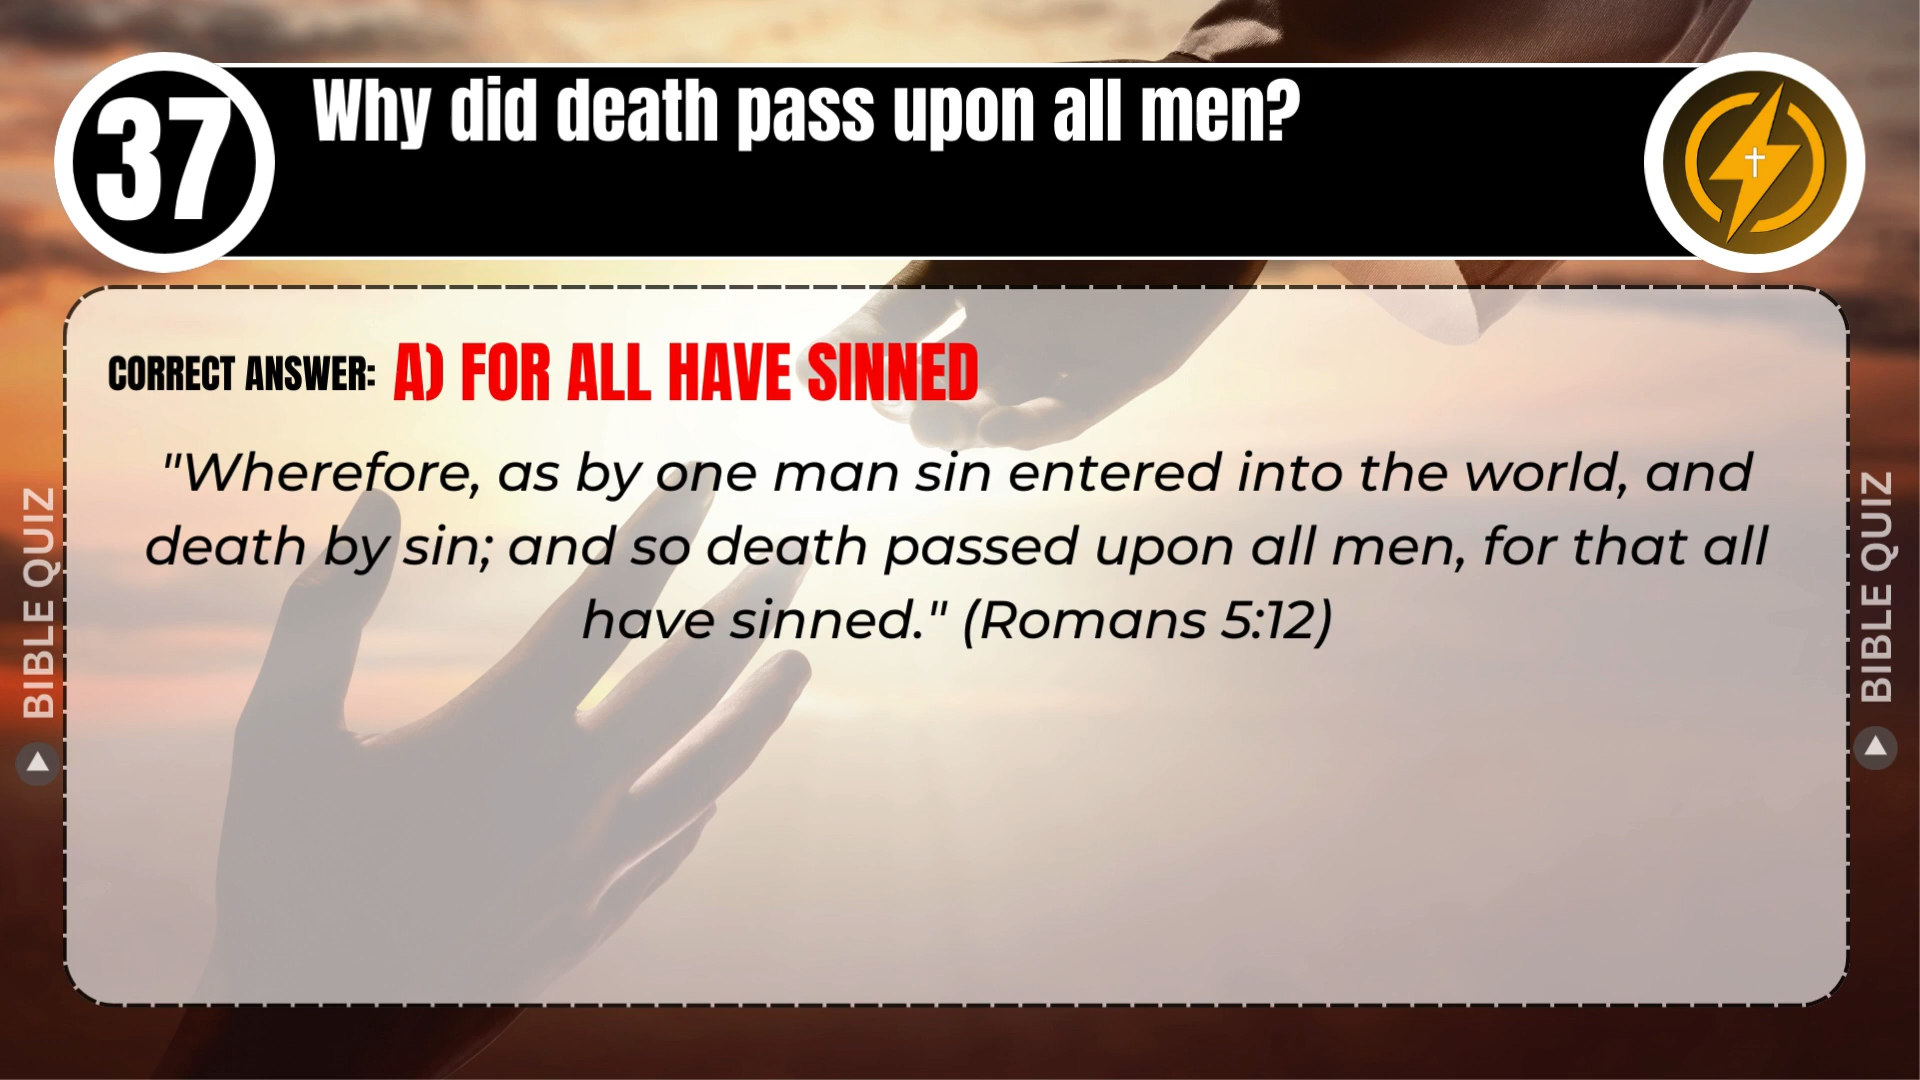 37
Why did death pass upon all men?
CORRECT ANSWER: A) FOR ALL HAVE SINNED
"Wherefore, as by one man sin entered into the world, and
death by sin; and so death passed upon all men, for that all
have sinned." (Romans 5:12)
BIBLE QUIZ
BIBLE QUIZ